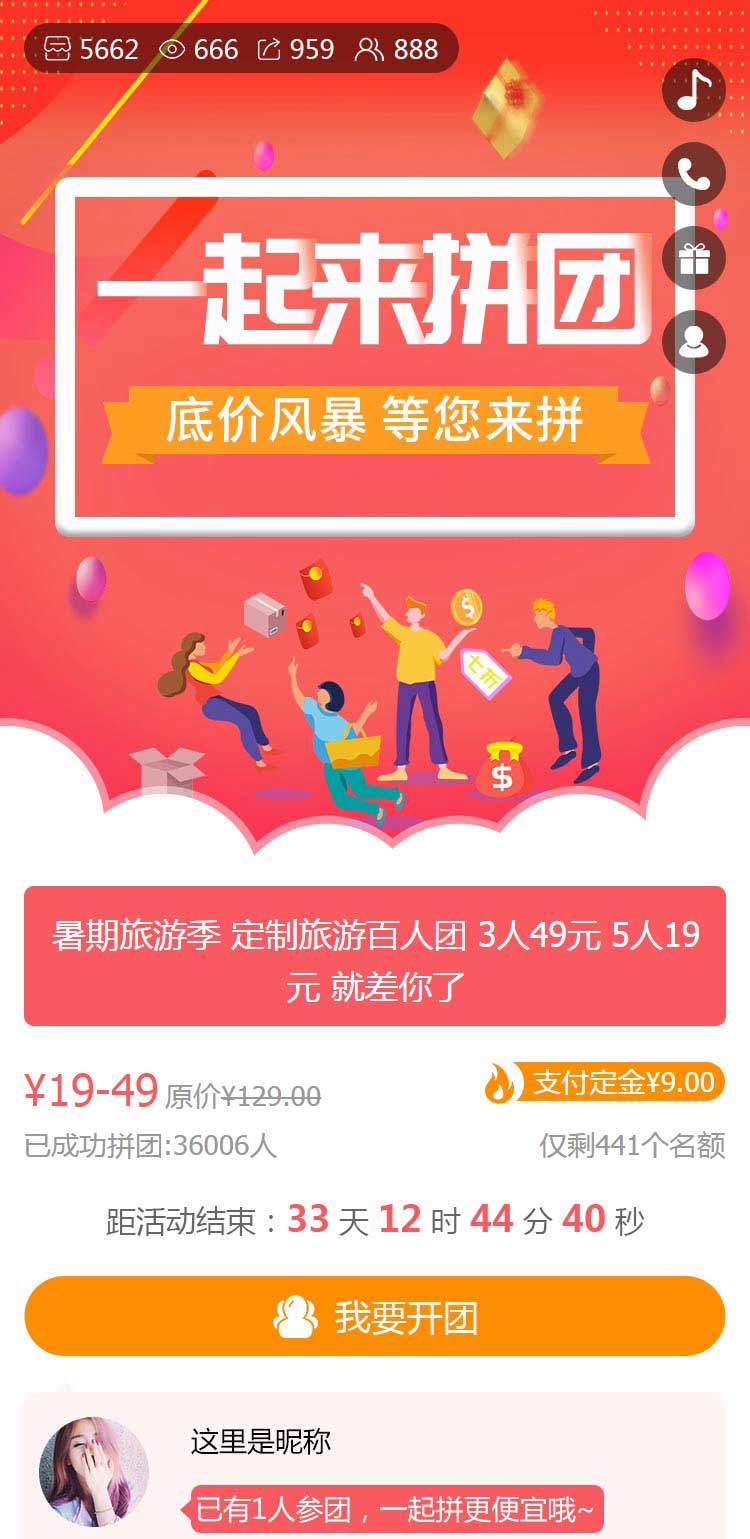 5662 666 959 888
一起来拼团
底价风暴 等您来拼
$
七折
$
暑期旅游季 定制旅游百人团 3人49元 5人19
元 就差你了
¥19-49 原价¥129.00 支付定金¥9.00
已成功拼团:36006人 仅剩441个名额
距活动结束：33 天 12 时 44 分 40 秒
我要开团
这里是昵称
已有1人参团，一起拼更便宜哦~